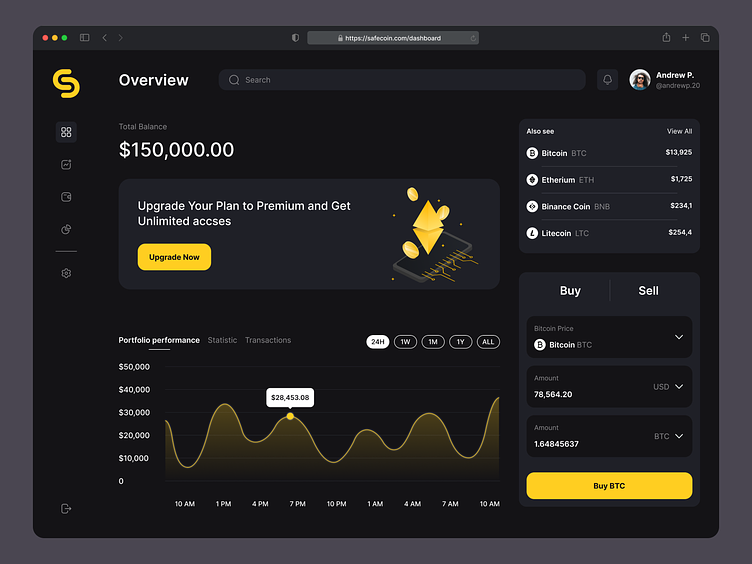 https://safecoin.com/dashboard
Overview
Search
Andrew P.
@andrewp.20
Total Balance
$150,000.00
Upgrade Your Plan to Premium and Get
Unlimited accses
Upgrade Now
Also see
View All
Bitcoin BTC
$13,925
Etherium ETH
$1,725
Binance Coin BNB
$234,1
Litecoin LTC
$254,4
Portfolio performance
Statistic
Transactions
24H
1W
1M
1Y
ALL
$50,000
$40,000
$30,000
$20,000
$10,000
0
$28,453.08
10 AM
1 PM
4 PM
7 PM
10 PM
1 AM
4 AM
7 AM
10 AM
Buy
Sell
Bitcoin Price
Bitcoin BTC
Amount
78,564.20
USD
Amount
1.64845637
BTC
Buy BTC